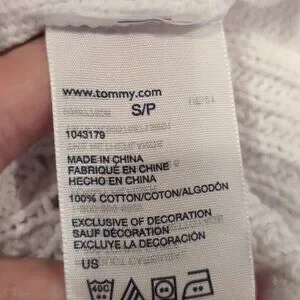 www.tommy.com
S/P
1043179
MADE IN CHINA
FABRIQUÉ EN CHINE
HECHO EN CHINA
100% COTTON/COTON/ALGODÓN
EXCLUSIVE OF DECORATION
SAUF DÉCORATION
EXCLUYE LA DECORACIÓN
US
40C